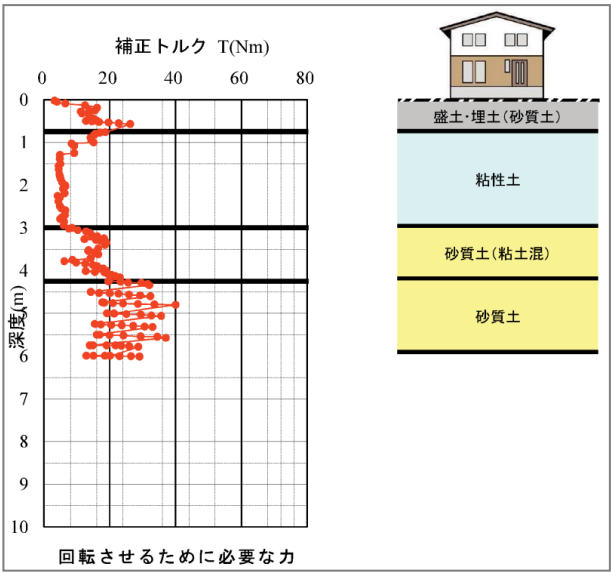 補正トルク T(Nm)
0 20 40 60 80
0
1
2
3
4
5
6
7
8
9
10
深度(m)
回転させるために必要な力
盛土・埋土(砂質土)
粘性土
砂質土(粘土混)
砂質土